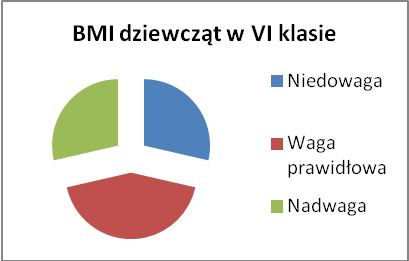 BMI dziewcząt w VI klasie
Niedowaga
Waga
prawidłowa
Nadwaga